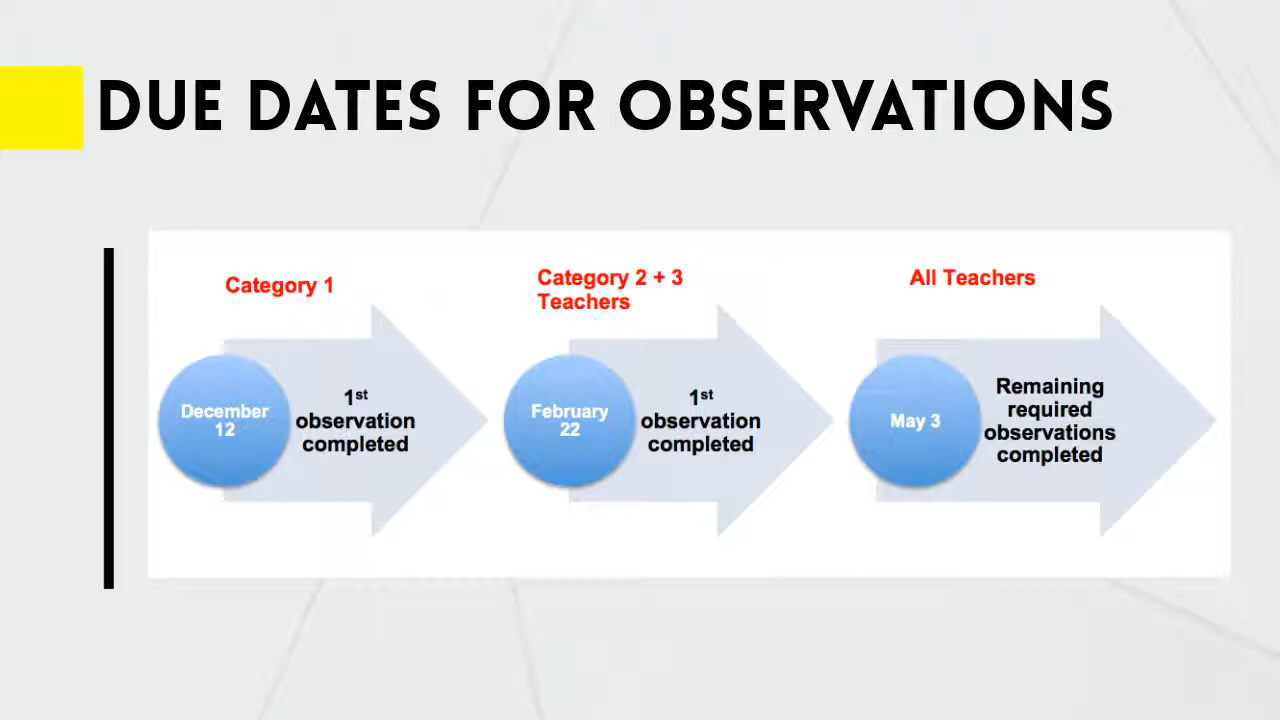 DUE DATES FOR OBSERVATIONS
Category 1
December
12
1st
observation
completed
Category 2 + 3
Teachers
February
22
1st
observation
completed
All Teachers
May 3
Remaining
required
observations
completed